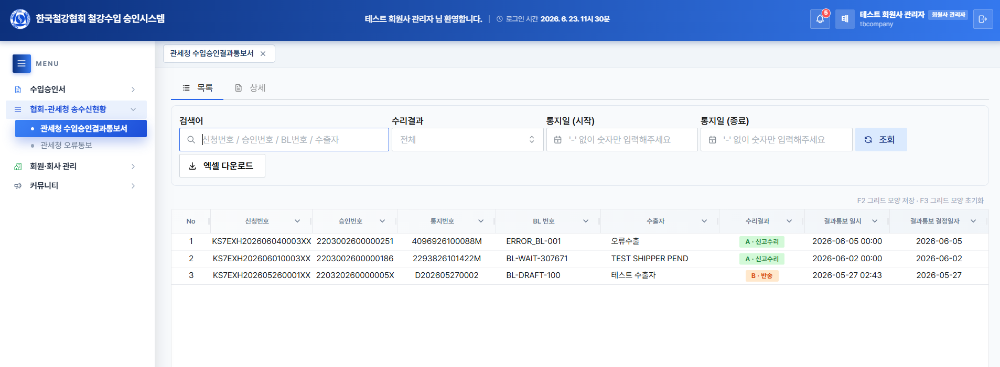 한국철강협회 철강수입 승인시스템
테스트 회원사 관리자 님 환영합니다. | 로그인 시간 2026. 6. 23. 11시 30분
5
테
테스트 회원사 관리자 회원사 관리자
tbcompany
MENU
수입승인서
협회-관세청 송수신현황
관세청 수입승인결과통보서
관세청 오류통보
회원·회사 관리
커뮤니티
관세청 수입승인결과통보서
목록 상세
검색어 수리결과 통지일 (시작) 통지일 (종료)
신청번호 / 승인번호 / BL번호 / 수출자 전체 '-' 없이 숫자만 입력해주세요 '-' 없이 숫자만 입력해주세요 조회
엑셀 다운로드
F2 그리드 모양 저장 · F3 그리드 모양 초기화
No 신청번호 승인번호 통지번호 BL 번호 수출자 수리결과 결과통보 일시 결과통보 결정일자
1 KS7EXH202606040003XX 2203002600000251 4096926100088M ERROR_BL-001 오류수출 A · 신고수리 2026-06-05 00:00 2026-06-05
2 KS7EXH202606010003XX 2203002600000186 2293826101422M BL-WAIT-307671 TEST SHIPPER PEND A · 신고수리 2026-06-02 00:00 2026-06-02
3 KS7EXH202605260001XX 220320260000005X D202605270002 BL-DRAFT-100 테스트 수출자 B · 반송 2026-05-27 02:43 2026-05-27